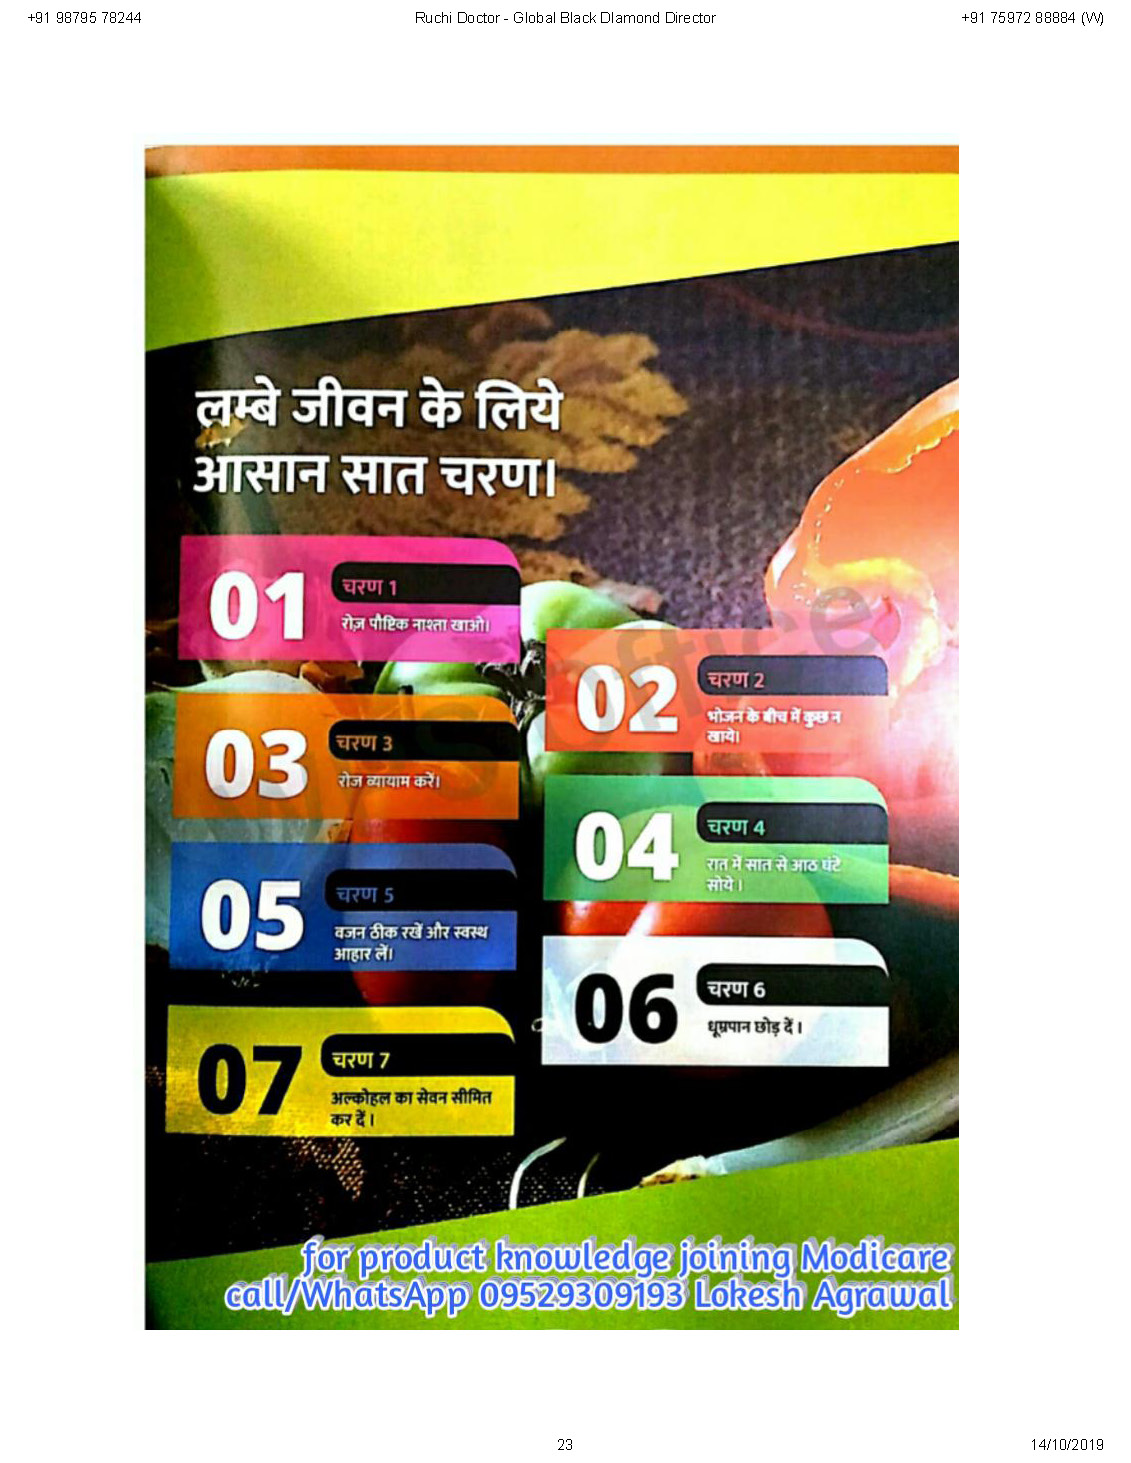 +91 98795 78244 Ruchi Doctor - Global Black DIamond Director +91 75972 88884 (W)
लम्बे जीवन के लिये
आसान सात चरण।
01 चरण 1
रोज़ पौष्टिक नाश्ता खाओ।
02 चरण 2
भोजन के बीच में कुछ न
खाये।
03 चरण 3
रोज व्यायाम करें।
04 चरण 4
रात में सात से आठ घंटे
सोये ।
05 चरण 5
वजन ठीक रखें और स्वस्थ
आहार लें।
06 चरण 6
धूम्रपान छोड़ दें ।
07 चरण 7
अल्कोहल का सेवन सीमित
कर दें ।
office
for product knowledge joining Modicare
call/WhatsApp 09529309193 Lokesh Agrawal
23 14/10/2019